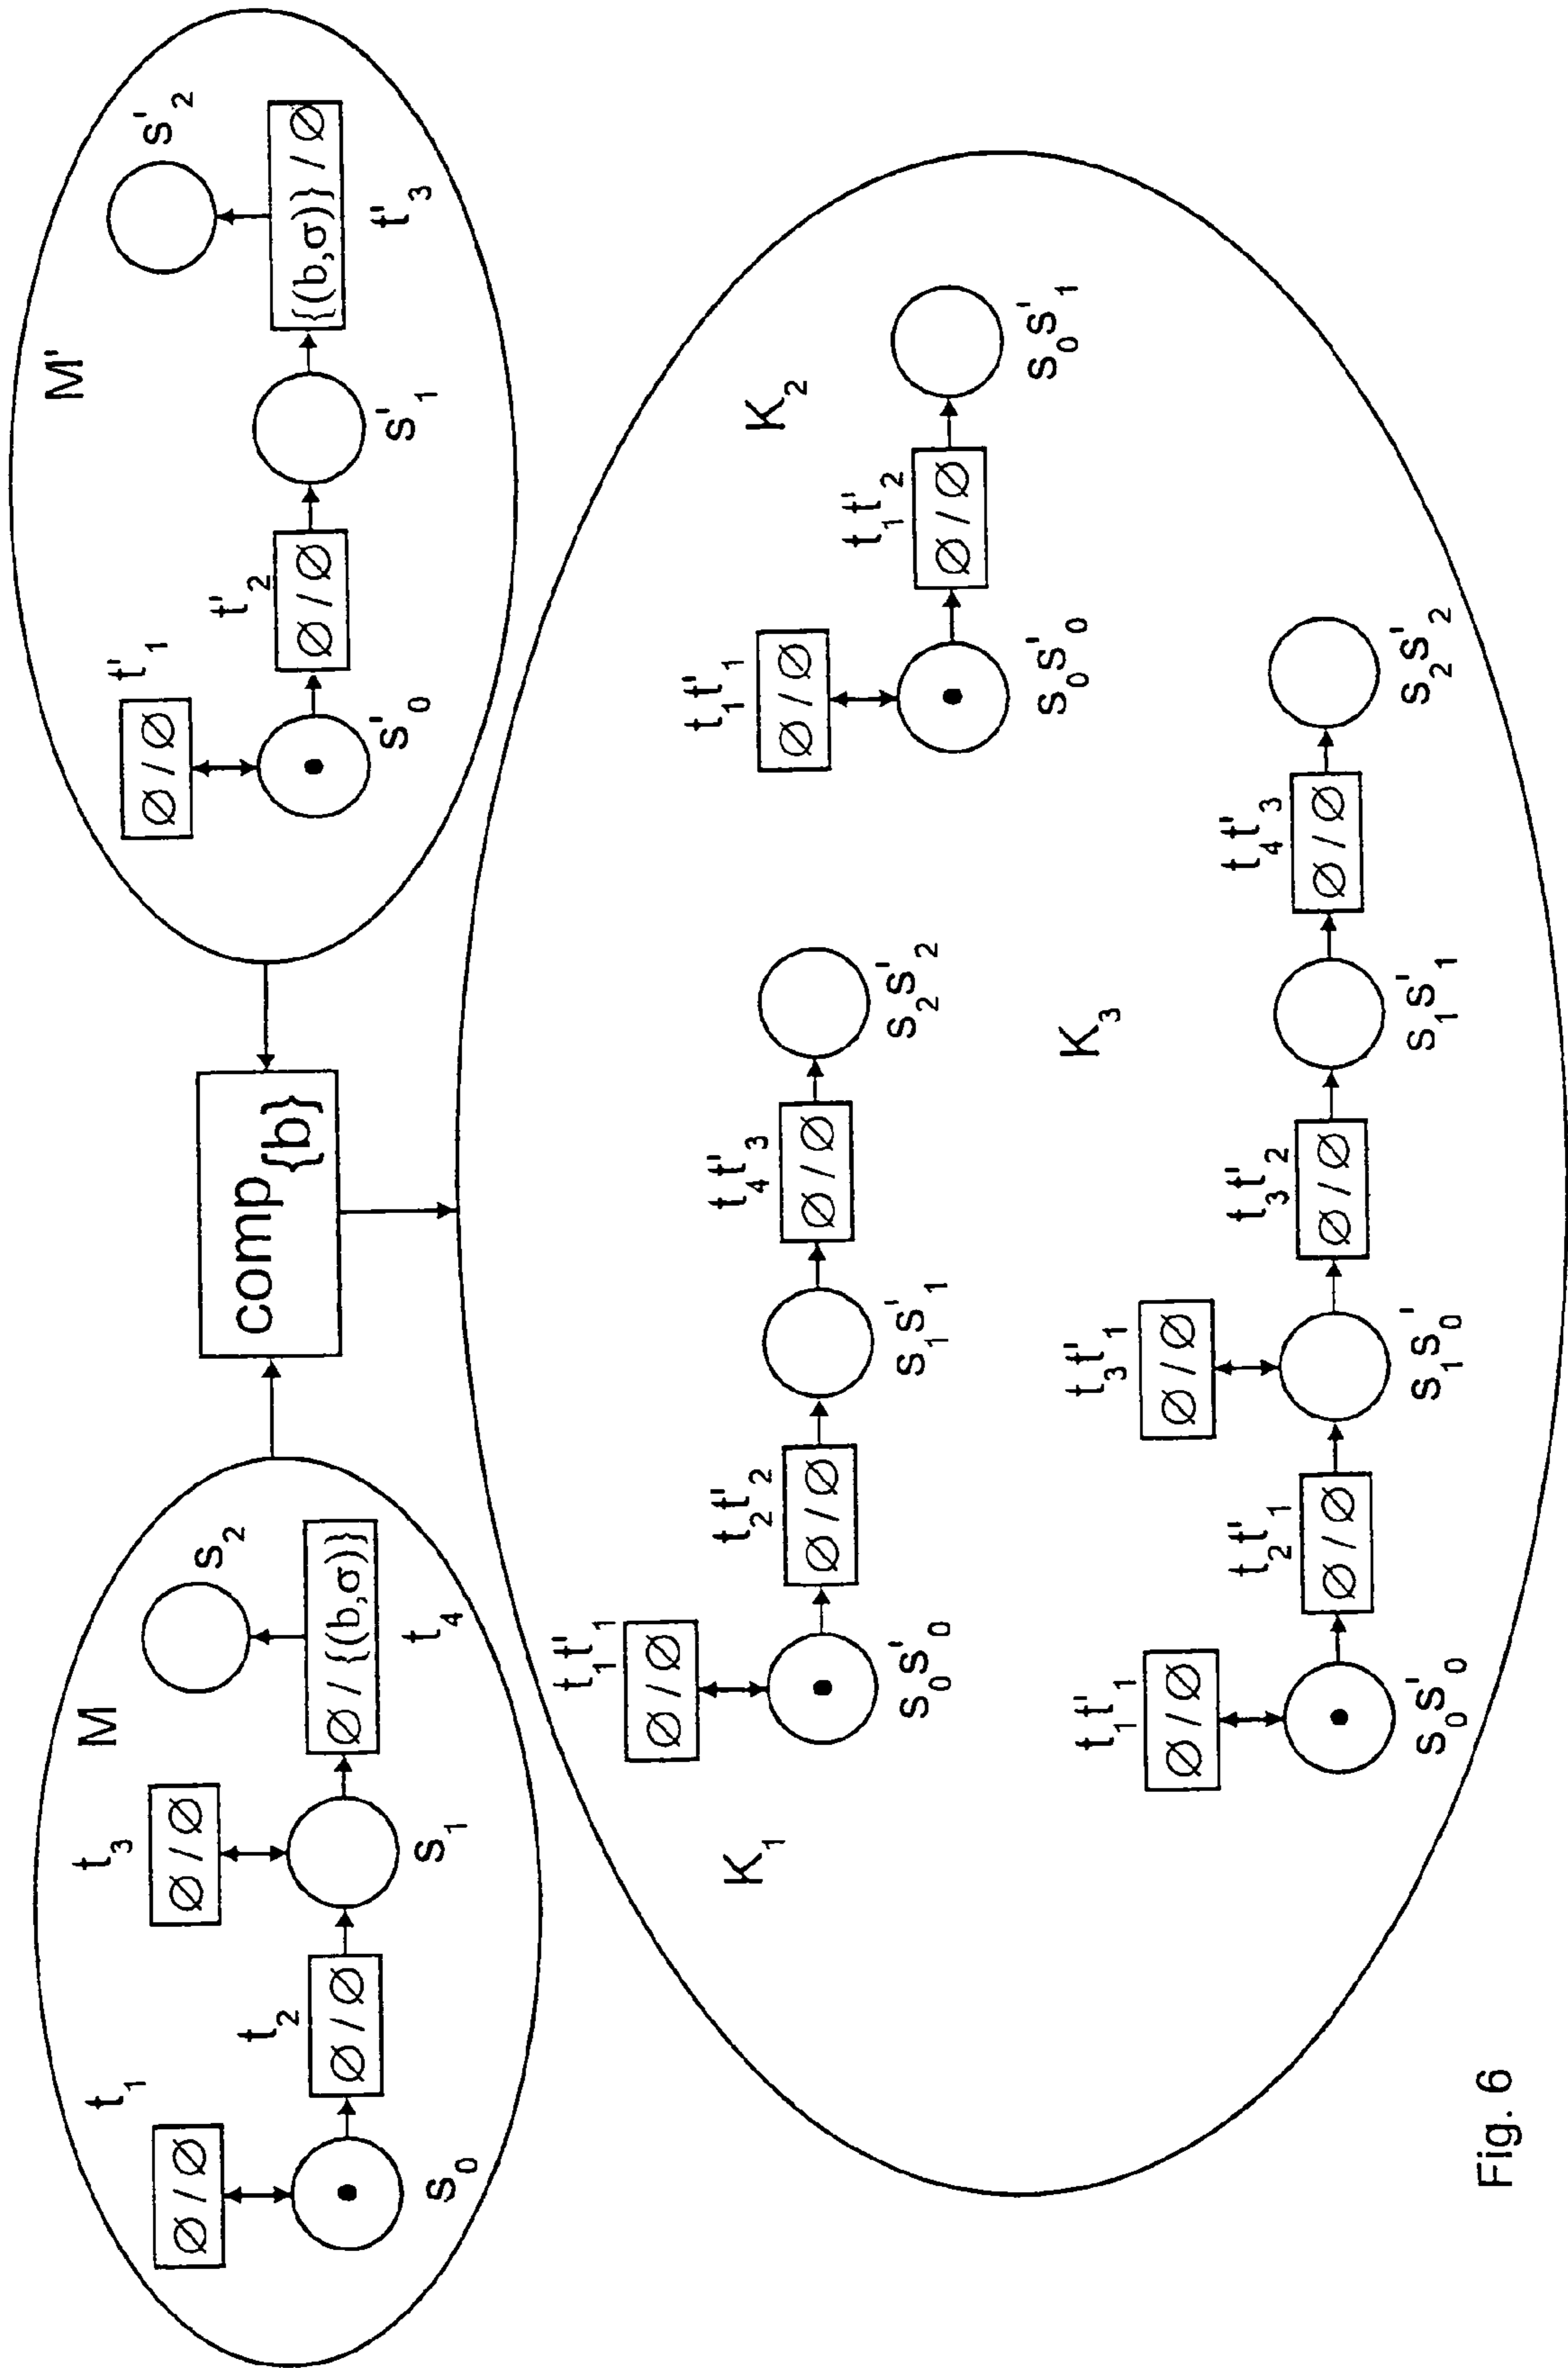 M
t₁
Ø / Ø
s₀
t₂
Ø / Ø
t₃
Ø / Ø
s₁
Ø / {(b,σ)}
t₄
s₂
comp{b}
M'
t'₁
Ø / Ø
s'₀
t'₂
Ø / Ø
s'₁
{(b,σ)} / Ø
t'₃
s'₂
K₁
t₁t'₁
Ø / Ø
s₀s'₀
t₂t'₂
Ø / Ø
s₁s'₁
t₄t'₃
Ø / Ø
s₂s'₂
K₂
t₁t'₁
Ø / Ø
s₀s'₀
t₁t'₂
Ø / Ø
s₀s'₁
K₃
t₁t'₁
Ø / Ø
s₀s'₀
t₂t'₁
Ø / Ø
t₃t'₁
Ø / Ø
s₁s₀'
t₃t'₂
Ø / Ø
s₁s'₁
t₄t'₃
Ø / Ø
s₂s'₂
Fig. 6